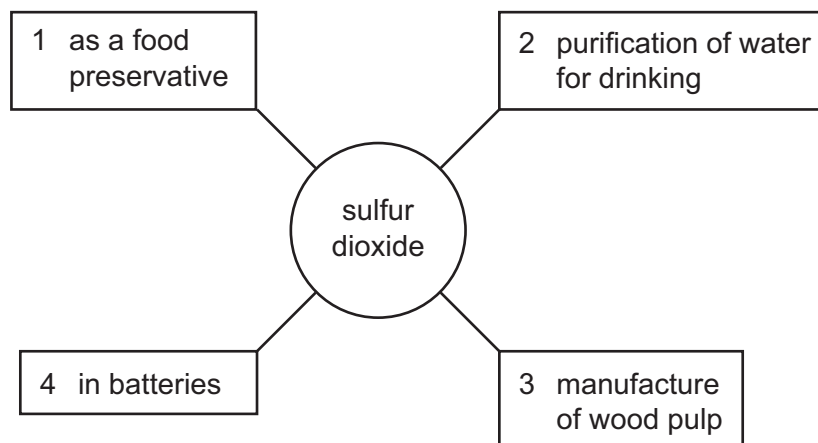 1 as a food
preservative
2 purification of water
for drinking
sulfur
dioxide
4 in batteries
3 manufacture
of wood pulp